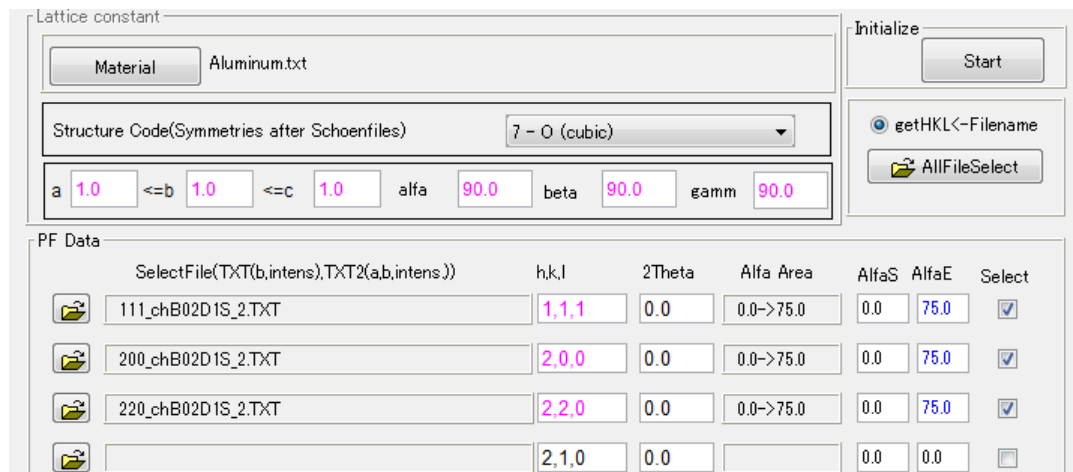 Lattice constant
Initialize
Material Aluminum.txt
Start
Structure Code(Symmetries after Schoenfiles) 7 - O (cubic)
getHKL<-Filename
AllFileSelect
a 1.0 <=b 1.0 <=c 1.0 alfa 90.0 beta 90.0 gamm 90.0
PF Data
SelectFile(TXT(b,intens),TXT2(a,b,intens.)) h,k,l 2Theta Alfa Area AlfaS AlfaE Select
111_chB02D1S_2.TXT 1,1,1 0.0 0.0->75.0 0.0 75.0
200_chB02D1S_2.TXT 2,0,0 0.0 0.0->75.0 0.0 75.0
220_chB02D1S_2.TXT 2,2,0 0.0 0.0->75.0 0.0 75.0
2,1,0 0.0 0.0 0.0